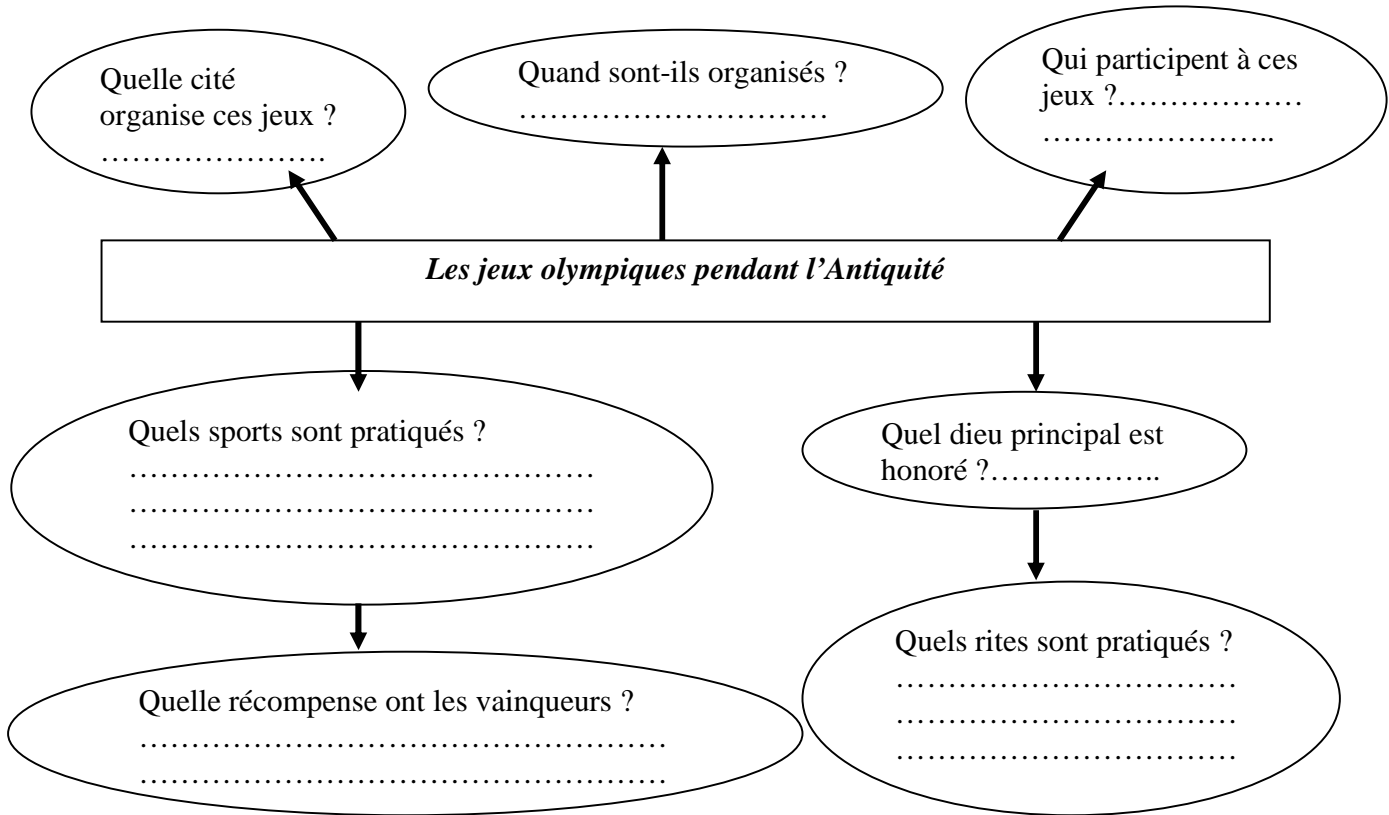 Quelle cité
organise ces jeux ?
………………….
Quand sont-ils organisés ?
…………………………
Qui participent à ces
jeux ?………………
…………………..
Les jeux olympiques pendant l’Antiquité
Quels sports sont pratiqués ?
………………………………………
………………………………………
………………………………………
Quel dieu principal est
honoré ?……………..
Quelle récompense ont les vainqueurs ?
……………………………………………
……………………………………………
Quels rites sont pratiqués ?
……………………………
……………………………
……………………………